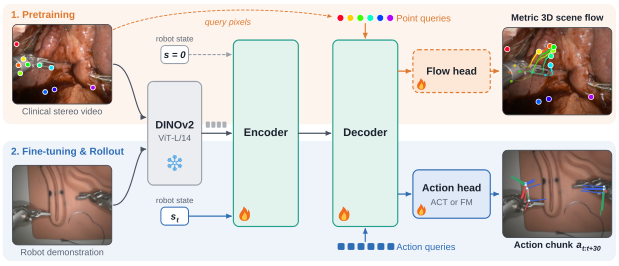 1. Pretraining
query pixels
Point queries
Metric 3D scene flow
robot state
s = 0
Clinical stereo video
DINOv2
ViT-L/14
Encoder
Decoder
Flow head
2. Fine-tuning & Rollout
robot state
s_t
Robot demonstration
Action head
ACT or FM
Action queries
Action chunk a_{t:t+30}